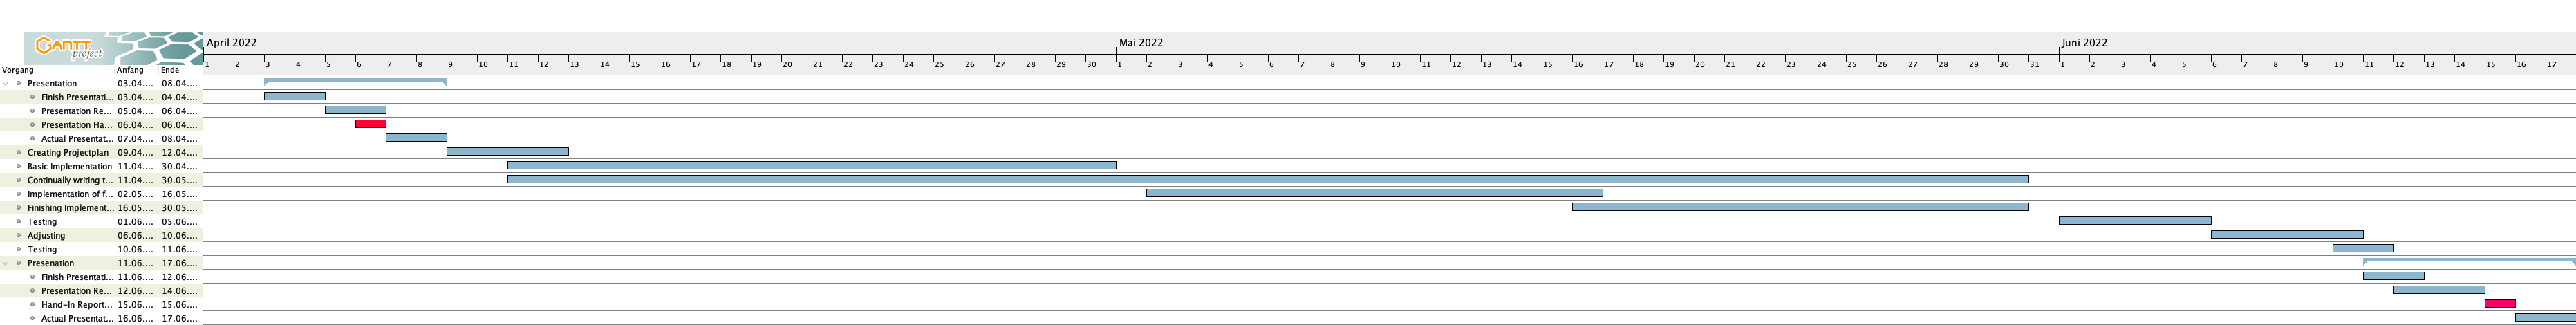 GANTT
project
April 2022 Mai 2022 Juni 2022
1 2 3 4 5 6 7 8 9 10 11 12 13 14 15 16 17 18 19 20 21 22 23 24 25 26 27 28 29 30 1 2 3 4 5 6 7 8 9 10 11 12 13 14 15 16 17 18 19 20 21 22 23 24 25 26 27 28 29 30 31 1 2 3 4 5 6 7 8 9 10 11 12 13 14 15 16 17
Vorgang Anfang Ende
Presentation 03.04.... 08.04....
Finish Presentati... 03.04.... 04.04....
Presentation Re... 05.04.... 06.04....
Presentation Ha... 06.04.... 06.04....
Actual Presentat... 07.04.... 08.04....
Creating Projectplan 09.04.... 12.04....
Basic Implementation 11.04.... 30.04....
Continually writing t... 11.04.... 30.05....
Implementation of f... 02.05.... 16.05....
Finishing Implement... 16.05.... 30.05....
Testing 01.06.... 05.06....
Adjusting 06.06.... 10.06....
Testing 10.06.... 11.06....
Presenation 11.06.... 17.06....
Finish Presentati... 11.06.... 12.06....
Presentation Re... 12.06.... 14.06....
Hand-In Report... 15.06.... 15.06....
Actual Presentat... 16.06.... 17.06....